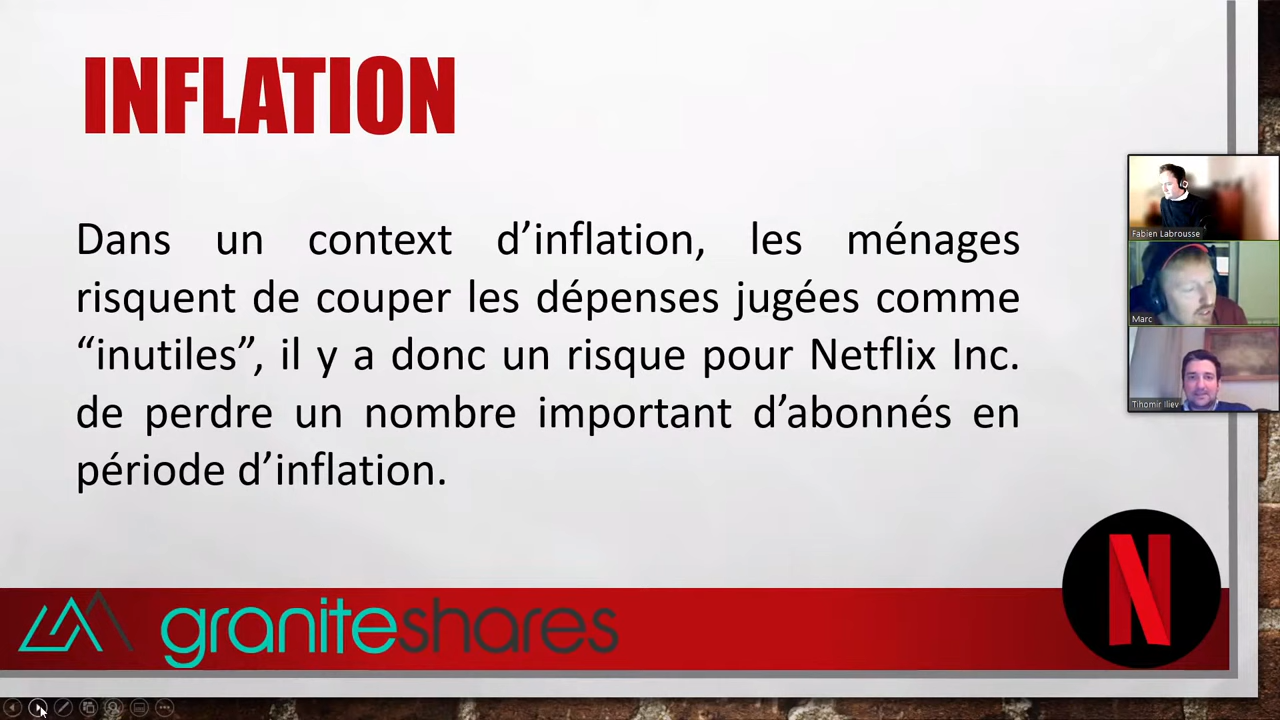 INFLATION
Dans un context d’inflation, les ménages
risquent de couper les dépenses jugées comme
“inutiles”, il y a donc un risque pour Netflix Inc.
de perdre un nombre important d’abonnés en
période d’inflation.
Fabien Labrousse
Marc
Tihomir Iliev
graniteshares
N